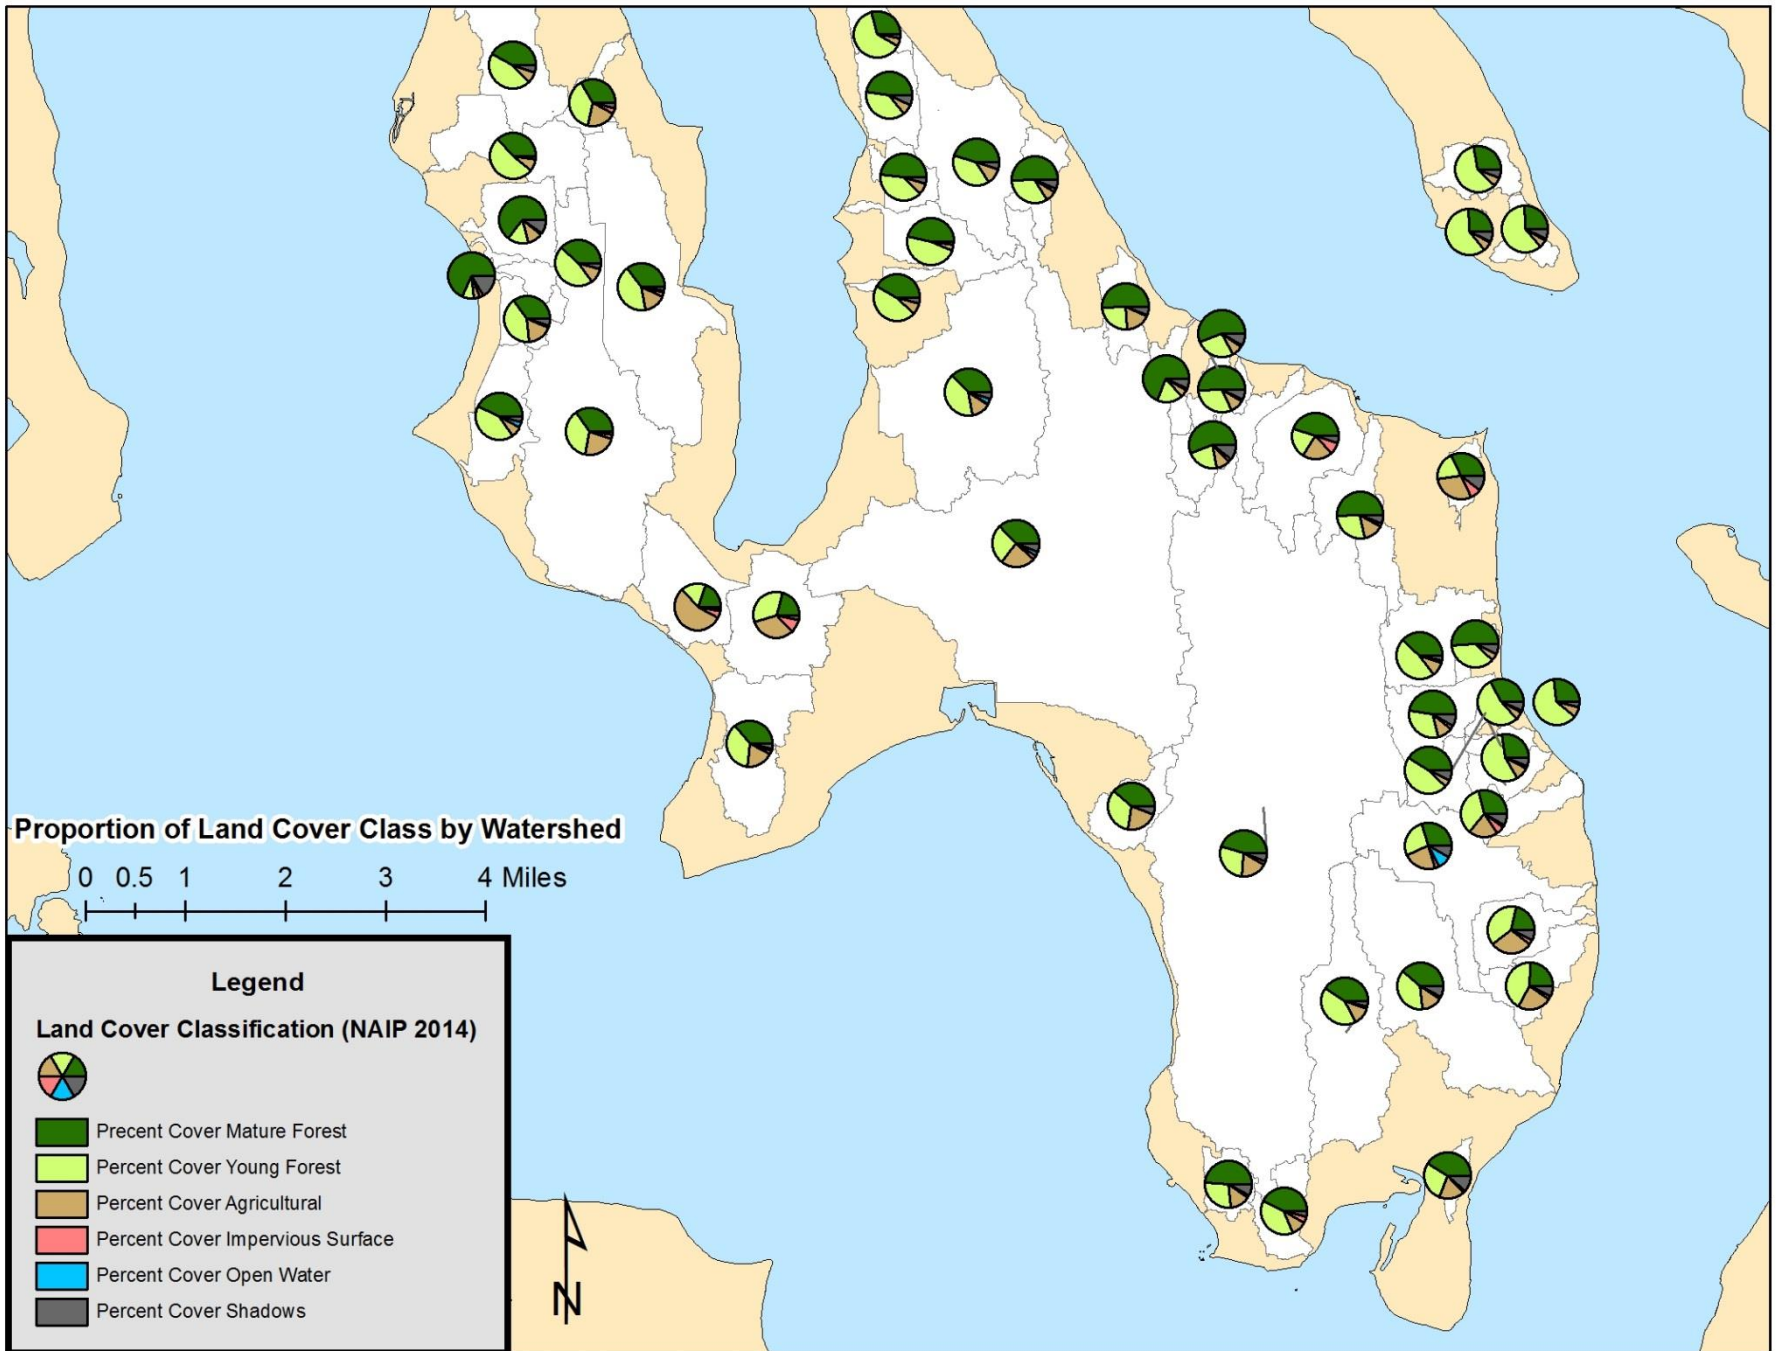 Proportion of Land Cover Class by Watershed
0 0.5 1 2 3 4 Miles
Legend
Land Cover Classification (NAIP 2014)
Precent Cover Mature Forest
Percent Cover Young Forest
Percent Cover Agricultural
Percent Cover Impervious Surface
Percent Cover Open Water
Percent Cover Shadows
N